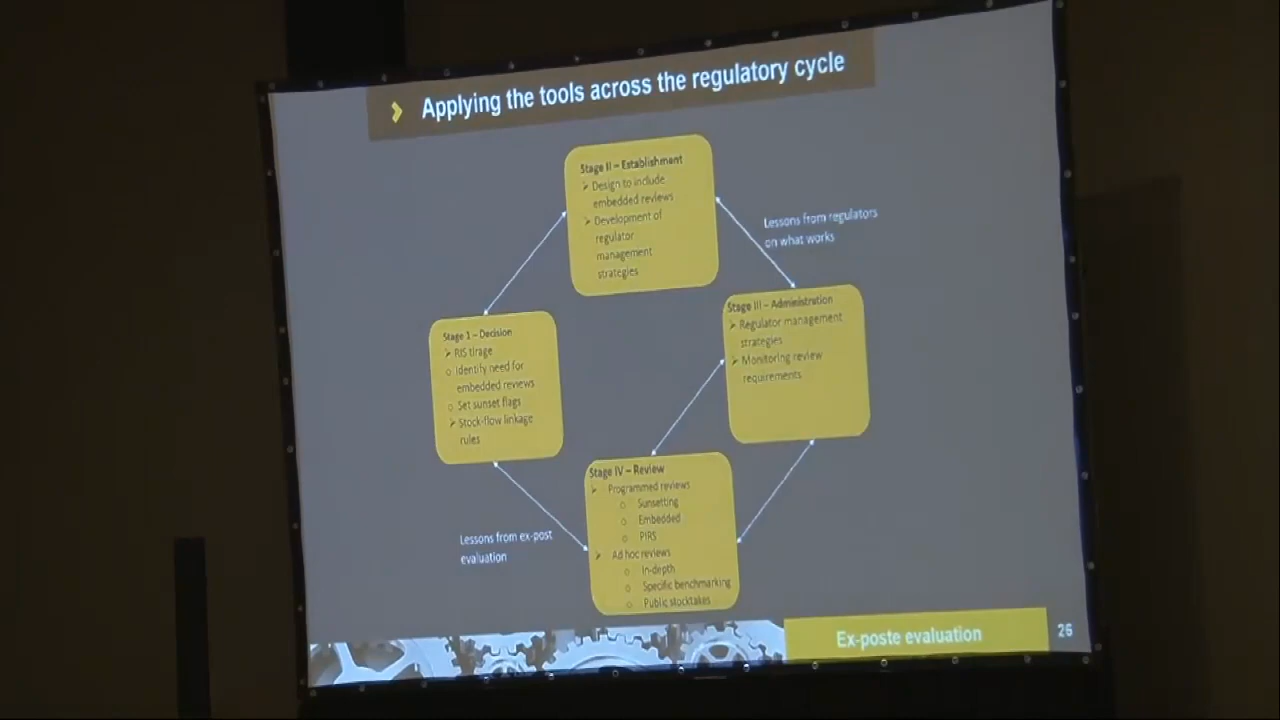 Applying the tools across the regulatory cycle
Stage II – Establishment
Design to include
embedded reviews
Development of
regulator
management
strategies
Lessons from regulators
on what works
Stage III – Administration
Regulator management
strategies
Monitoring review
requirements
Stage 1 – Decision
RIS tirage
Identify need for
embedded reviews
Set sunset flags
Stock-flow linkage
rules
Stage IV – Review
Programmed reviews
Sunsetting
Embedded
PIRS
Ad hoc reviews
In-depth
Specific benchmarking
Public stocktakes
Lessons from ex-post
evaluation
Ex-poste evaluation
26